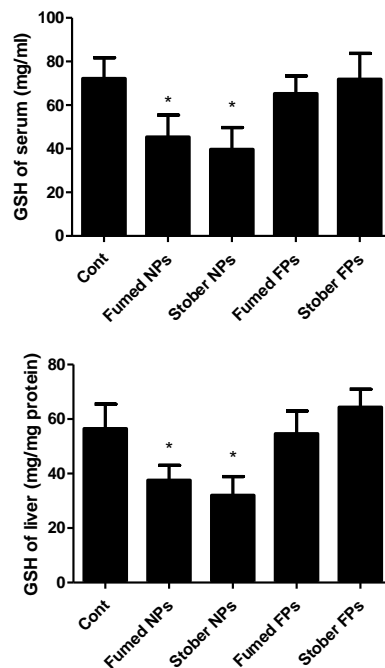 GSH of serum (mg/ml)
100
80
60
40
20
0
*
*
Cont
Fumed NPs
Stober NPs
Fumed FPs
Stober FPs
GSH of liver (mg/mg protein)
80
60
40
20
0
*
*
Cont
Fumed NPs
Stober NPs
Fumed FPs
Stober FPs